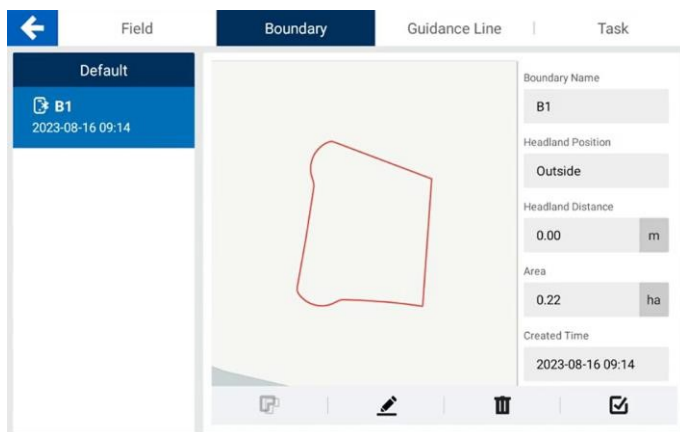 Field
Boundary
Guidance Line
Task
Default
B1
2023-08-16 09:14
Boundary Name
B1
Headland Position
Outside
Headland Distance
0.00 m
Area
0.22 ha
Created Time
2023-08-16 09:14